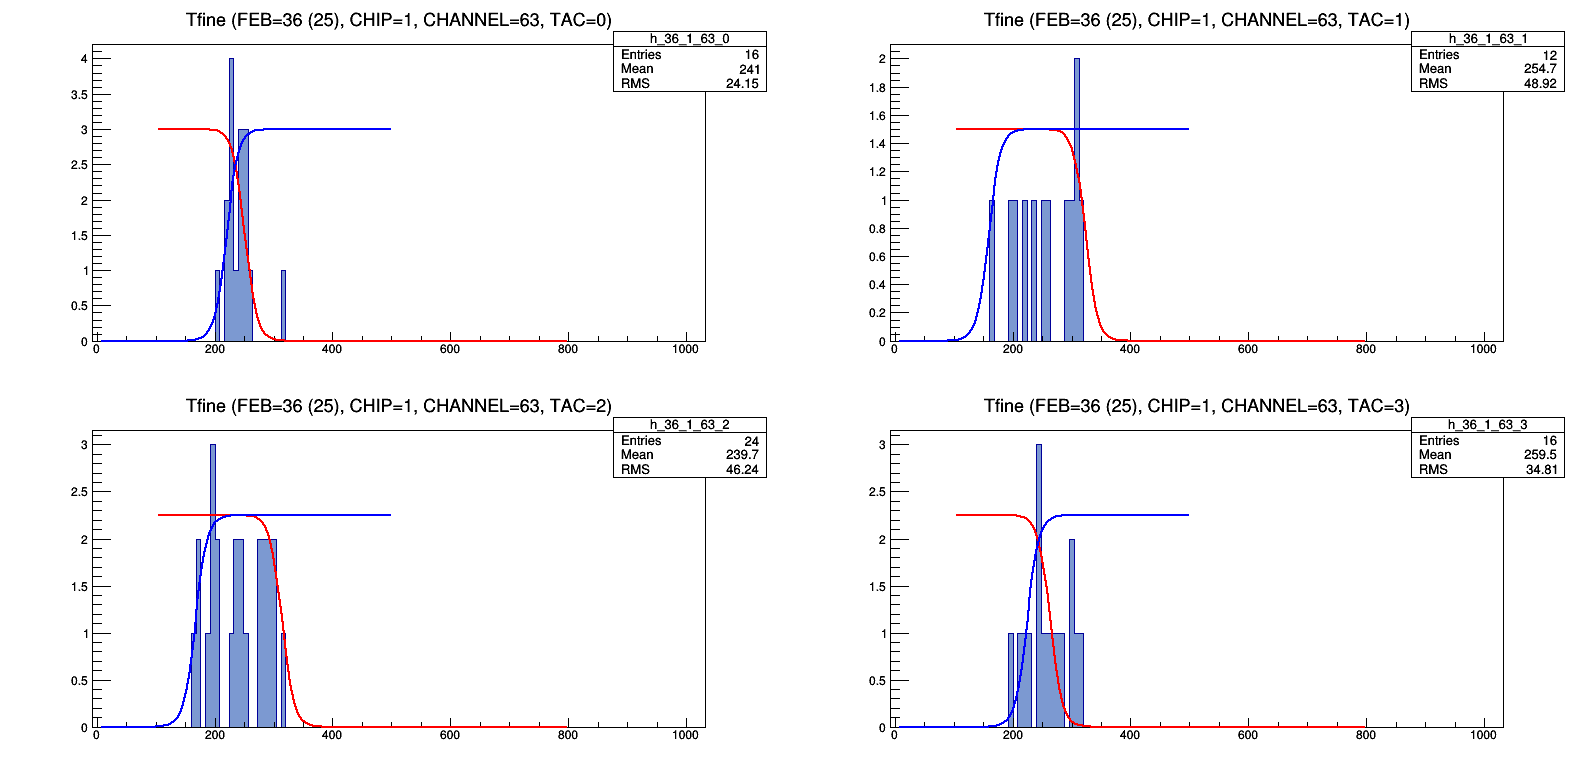 Tfine (FEB=36 (25), CHIP=1, CHANNEL=63, TAC=0)
h_36_1_63_0
Entries 16
Mean 241
RMS 24.15
4
3.5
3
2.5
2
1.5
1
0.5
0
0 200 400 600 800 1000
Tfine (FEB=36 (25), CHIP=1, CHANNEL=63, TAC=1)
h_36_1_63_1
Entries 12
Mean 254.7
RMS 48.92
2
1.8
1.6
1.4
1.2
1
0.8
0.6
0.4
0.2
0
0 200 400 600 800 1000
Tfine (FEB=36 (25), CHIP=1, CHANNEL=63, TAC=2)
h_36_1_63_2
Entries 24
Mean 239.7
RMS 46.24
3
2.5
2
1.5
1
0.5
0
0 200 400 600 800 1000
Tfine (FEB=36 (25), CHIP=1, CHANNEL=63, TAC=3)
h_36_1_63_3
Entries 16
Mean 259.5
RMS 34.81
3
2.5
2
1.5
1
0.5
0
0 200 400 600 800 1000